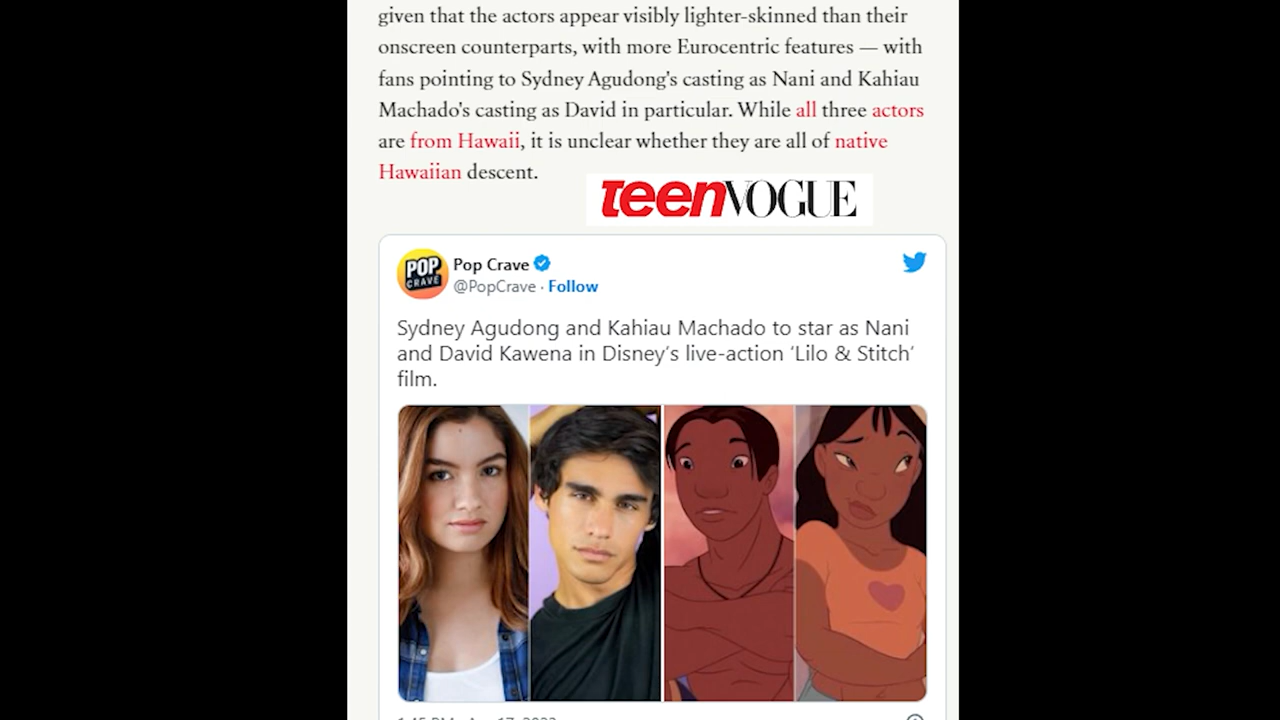 given that the actors appear visibly lighter-skinned than their
onscreen counterparts, with more Eurocentric features — with
fans pointing to Sydney Agudong's casting as Nani and Kahiau
Machado's casting as David in particular. While all three actors
are from Hawaii, it is unclear whether they are all of native
Hawaiian descent.
teenVOGUE
POP
CRAVE
Pop Crave
@PopCrave · Follow
Sydney Agudong and Kahiau Machado to star as Nani
and David Kawena in Disney's live-action 'Lilo & Stitch'
film.